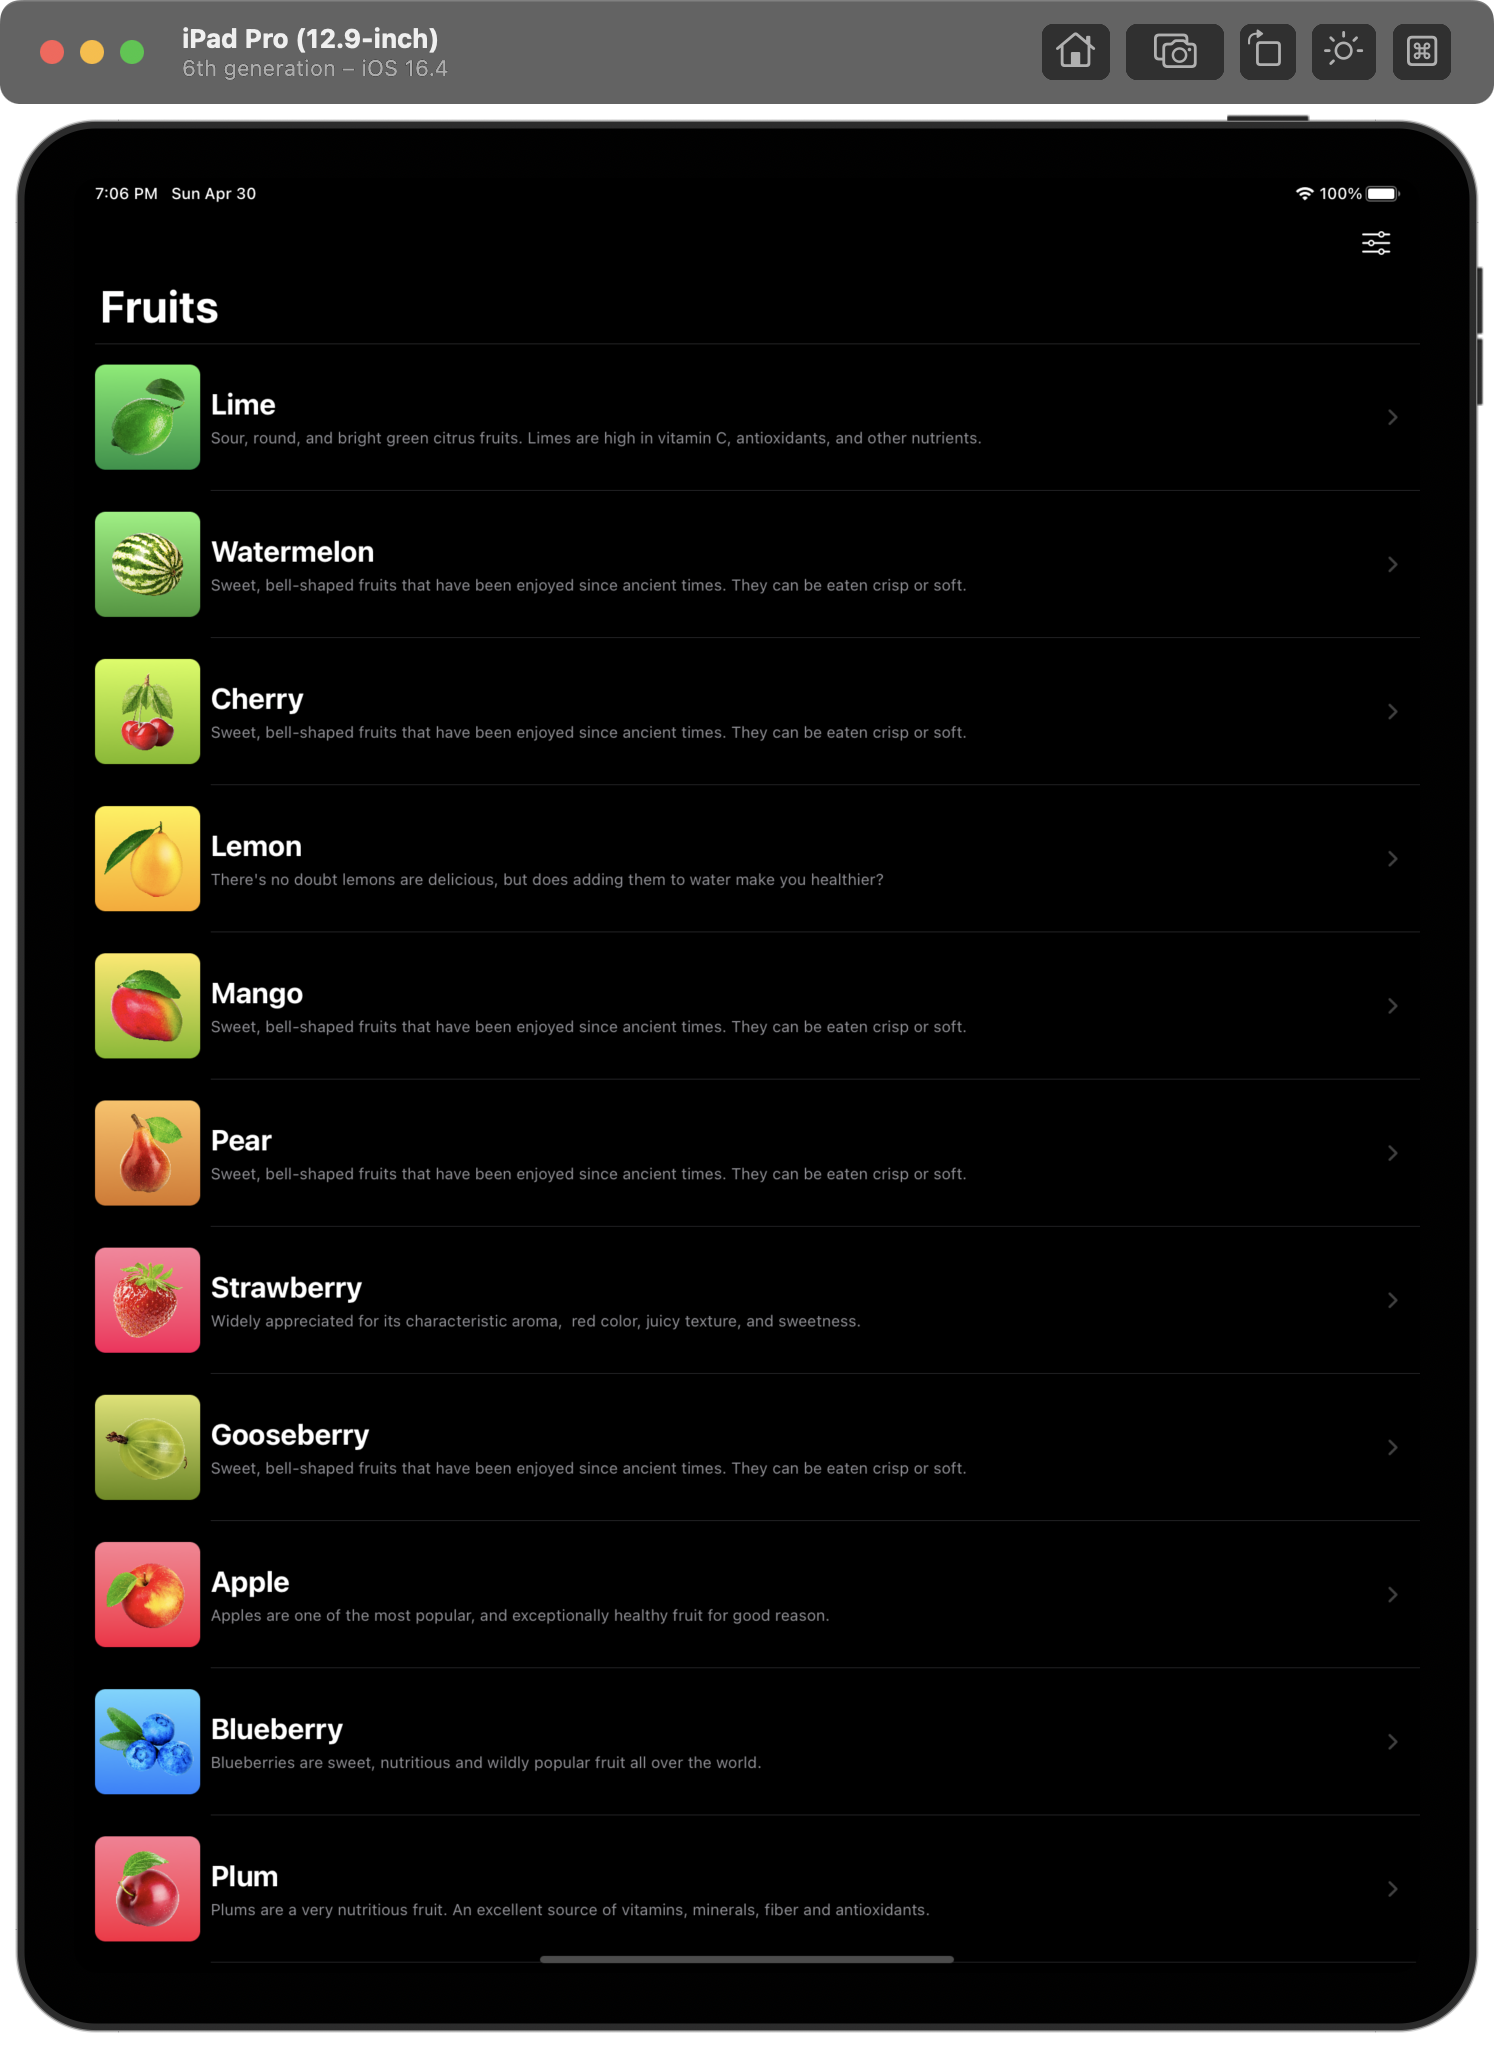 iPad Pro (12.9-inch)
6th generation – iOS 16.4
7:06 PM Sun Apr 30
100%
Fruits
Lime
Sour, round, and bright green citrus fruits. Limes are high in vitamin C, antioxidants, and other nutrients.
Watermelon
Sweet, bell-shaped fruits that have been enjoyed since ancient times. They can be eaten crisp or soft.
Cherry
Sweet, bell-shaped fruits that have been enjoyed since ancient times. They can be eaten crisp or soft.
Lemon
There's no doubt lemons are delicious, but does adding them to water make you healthier?
Mango
Sweet, bell-shaped fruits that have been enjoyed since ancient times. They can be eaten crisp or soft.
Pear
Sweet, bell-shaped fruits that have been enjoyed since ancient times. They can be eaten crisp or soft.
Strawberry
Widely appreciated for its characteristic aroma,  red color, juicy texture, and sweetness.
Gooseberry
Sweet, bell-shaped fruits that have been enjoyed since ancient times. They can be eaten crisp or soft.
Apple
Apples are one of the most popular, and exceptionally healthy fruit for good reason.
Blueberry
Blueberries are sweet, nutritious and wildly popular fruit all over the world.
Plum
Plums are a very nutritious fruit. An excellent source of vitamins, minerals, fiber and antioxidants.